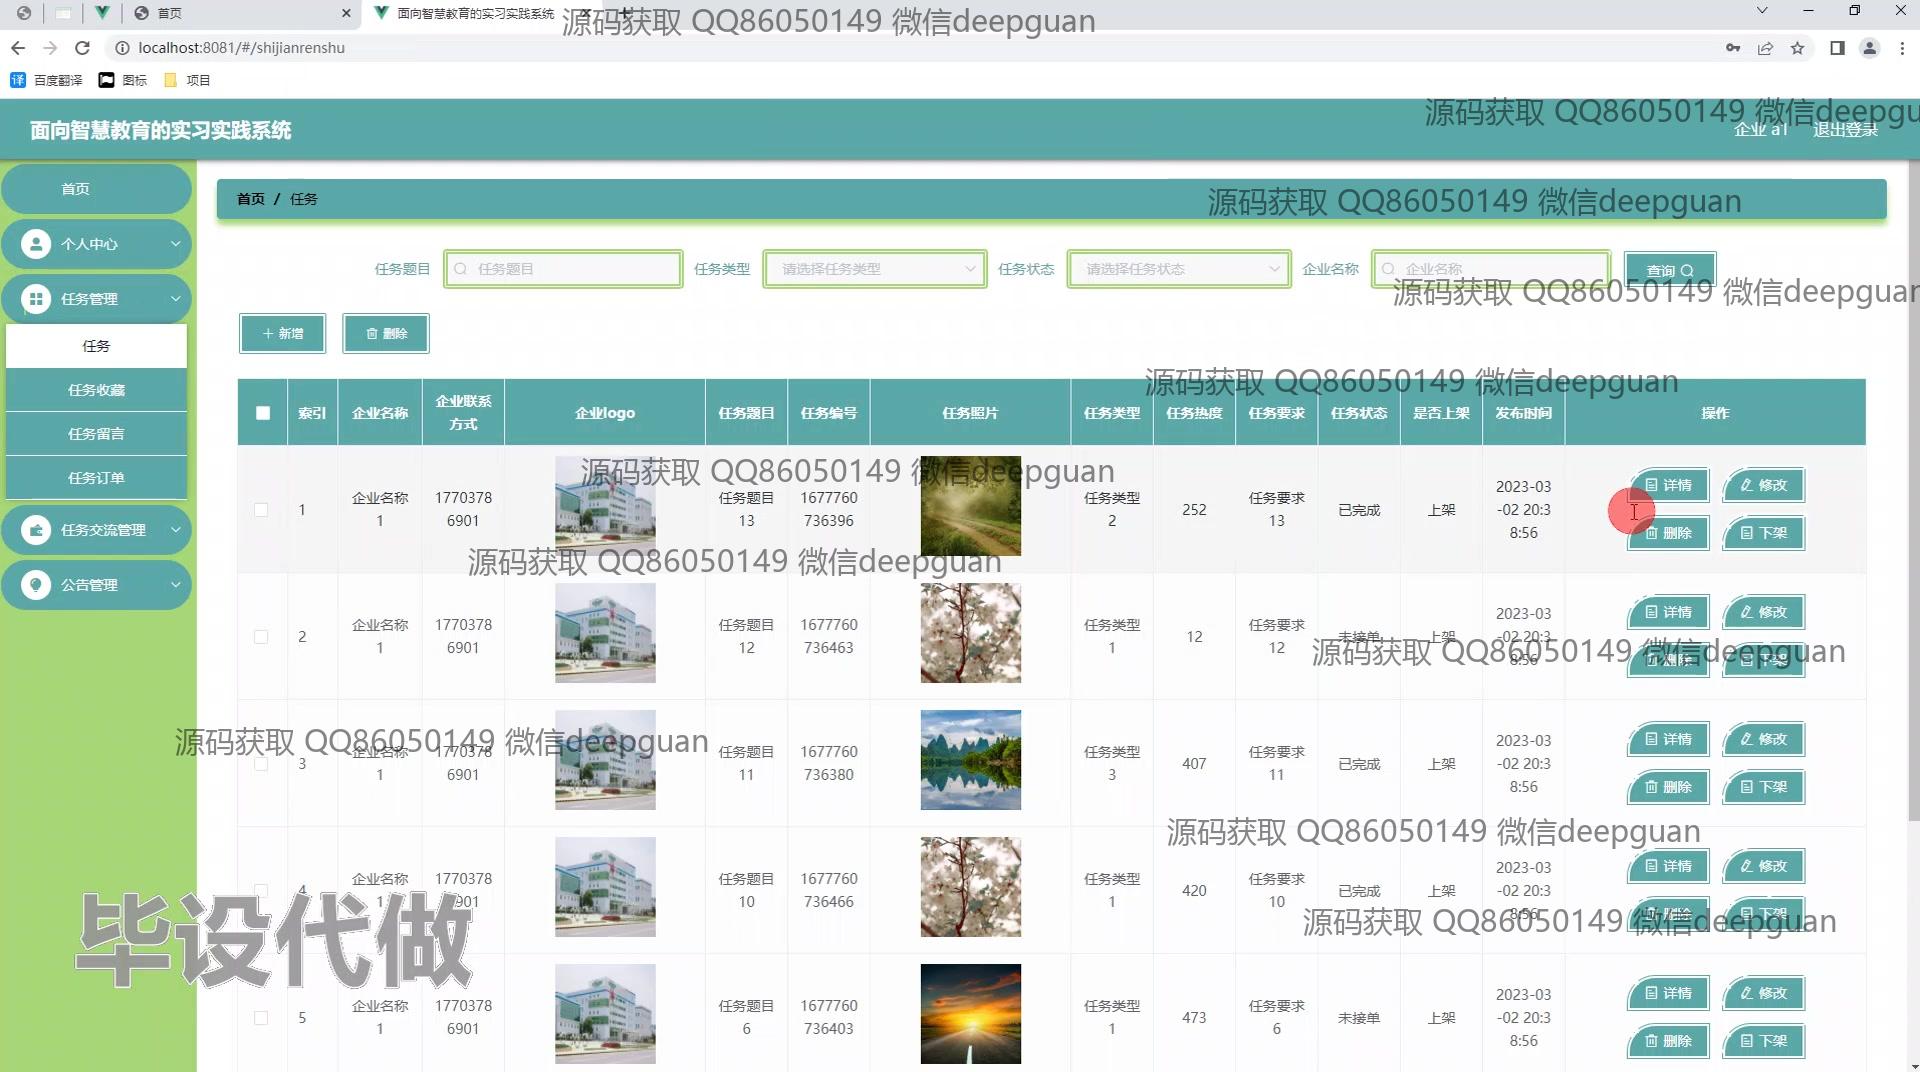 首页
面向智慧教育的实习实践系统
源码获取 QQ86050149 微信deepguan
localhost:8081/#/shijianrenshu
百度翻译 图标 项目
面向智慧教育的实习实践系统
源码获取 QQ86050149 微信deepgu
企业 a1 退出登录
首页
个人中心
任务管理
任务
任务收藏
任务留言
任务订单
任务交流管理
公告管理
首页 / 任务
源码获取 QQ86050149 微信deepguan
任务题目 任务题目 任务类型 请选择任务类型 任务状态 请选择任务状态 企业名称 企业名称 查询
源码获取 QQ86050149 微信deepguan
新增 删除
源码获取 QQ86050149 微信deepguan
索引 企业名称 企业联系方式 企业logo 任务题目 任务编号 任务照片 任务类型 任务热度 任务要求 任务状态 是否上架 发布时间 操作
源码获取 QQ86050149 微信deepguan
1 企业名称1 17703786901 任务题目13 1677760736396 任务类型2 252 任务要求13 已完成 上架 2023-03-02 20:38:56 详情 修改 删除 下架
源码获取 QQ86050149 微信deepguan
2 企业名称1 17703786901 任务题目12 1677760736463 任务类型1 12 任务要求12 未接单 上架 2023-03-02 20:38:56 详情 修改 删除 下架
源码获取 QQ86050149 微信deepguan
源码获取 QQ86050149 微信deepguan
3 企业名称1 17703786901 任务题目11 1677760736380 任务类型3 407 任务要求11 已完成 上架 2023-03-02 20:38:56 详情 修改 删除 下架
源码获取 QQ86050149 微信deepguan
4 企业名称1 17703786901 任务题目10 1677760736466 任务类型1 420 任务要求10 已完成 上架 2023-03-02 20:38:56 详情 修改 删除 下架
源码获取 QQ86050149 微信deepguan
毕设代做
5 企业名称1 17703786901 任务题目6 1677760736403 任务类型1 473 任务要求6 未接单 上架 2023-03-02 20:38:56 详情 修改 删除 下架